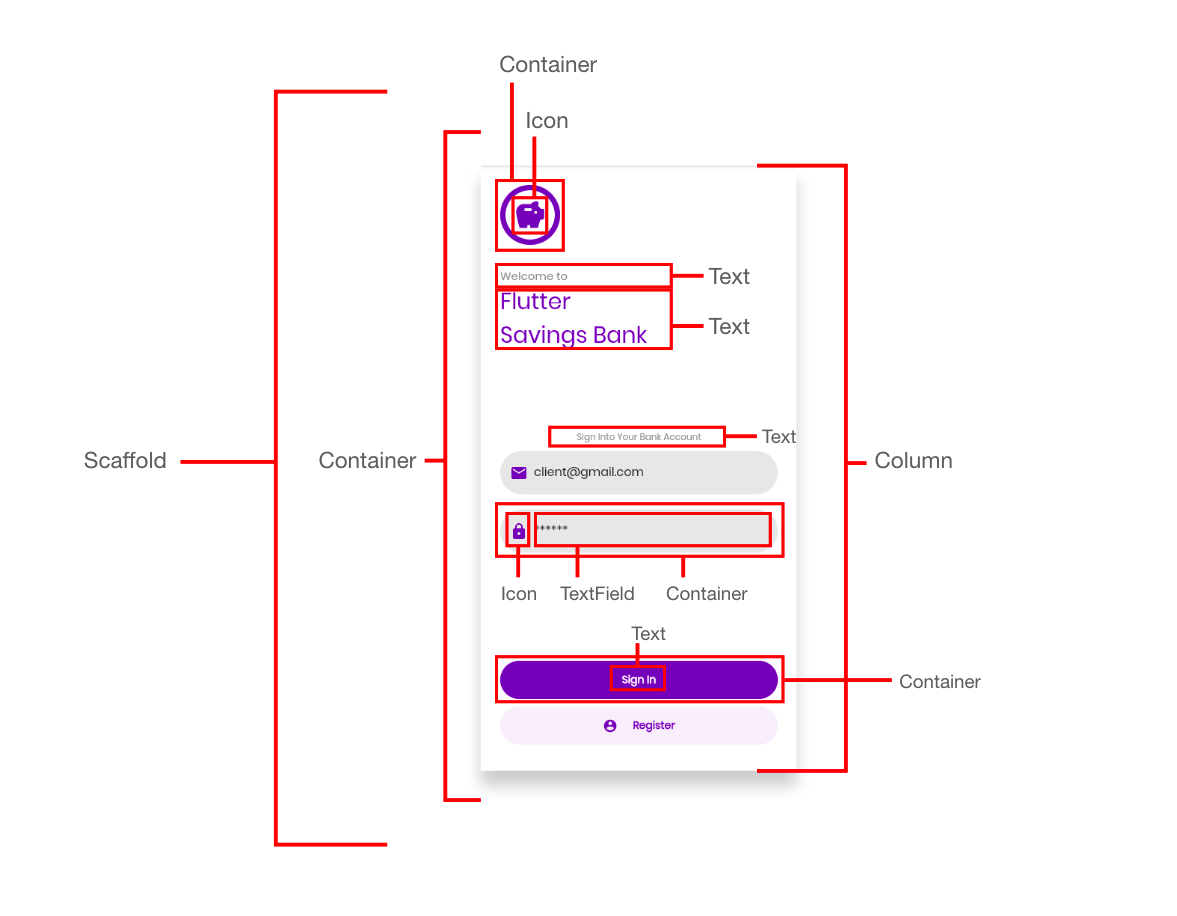 Container
Icon
Welcome to
Text
Flutter
Savings Bank
Text
Sign Into Your Bank Account
Text
Scaffold
Container
Column
client@gmail.com
******
Icon
TextField
Container
Text
Sign In
Container
Register